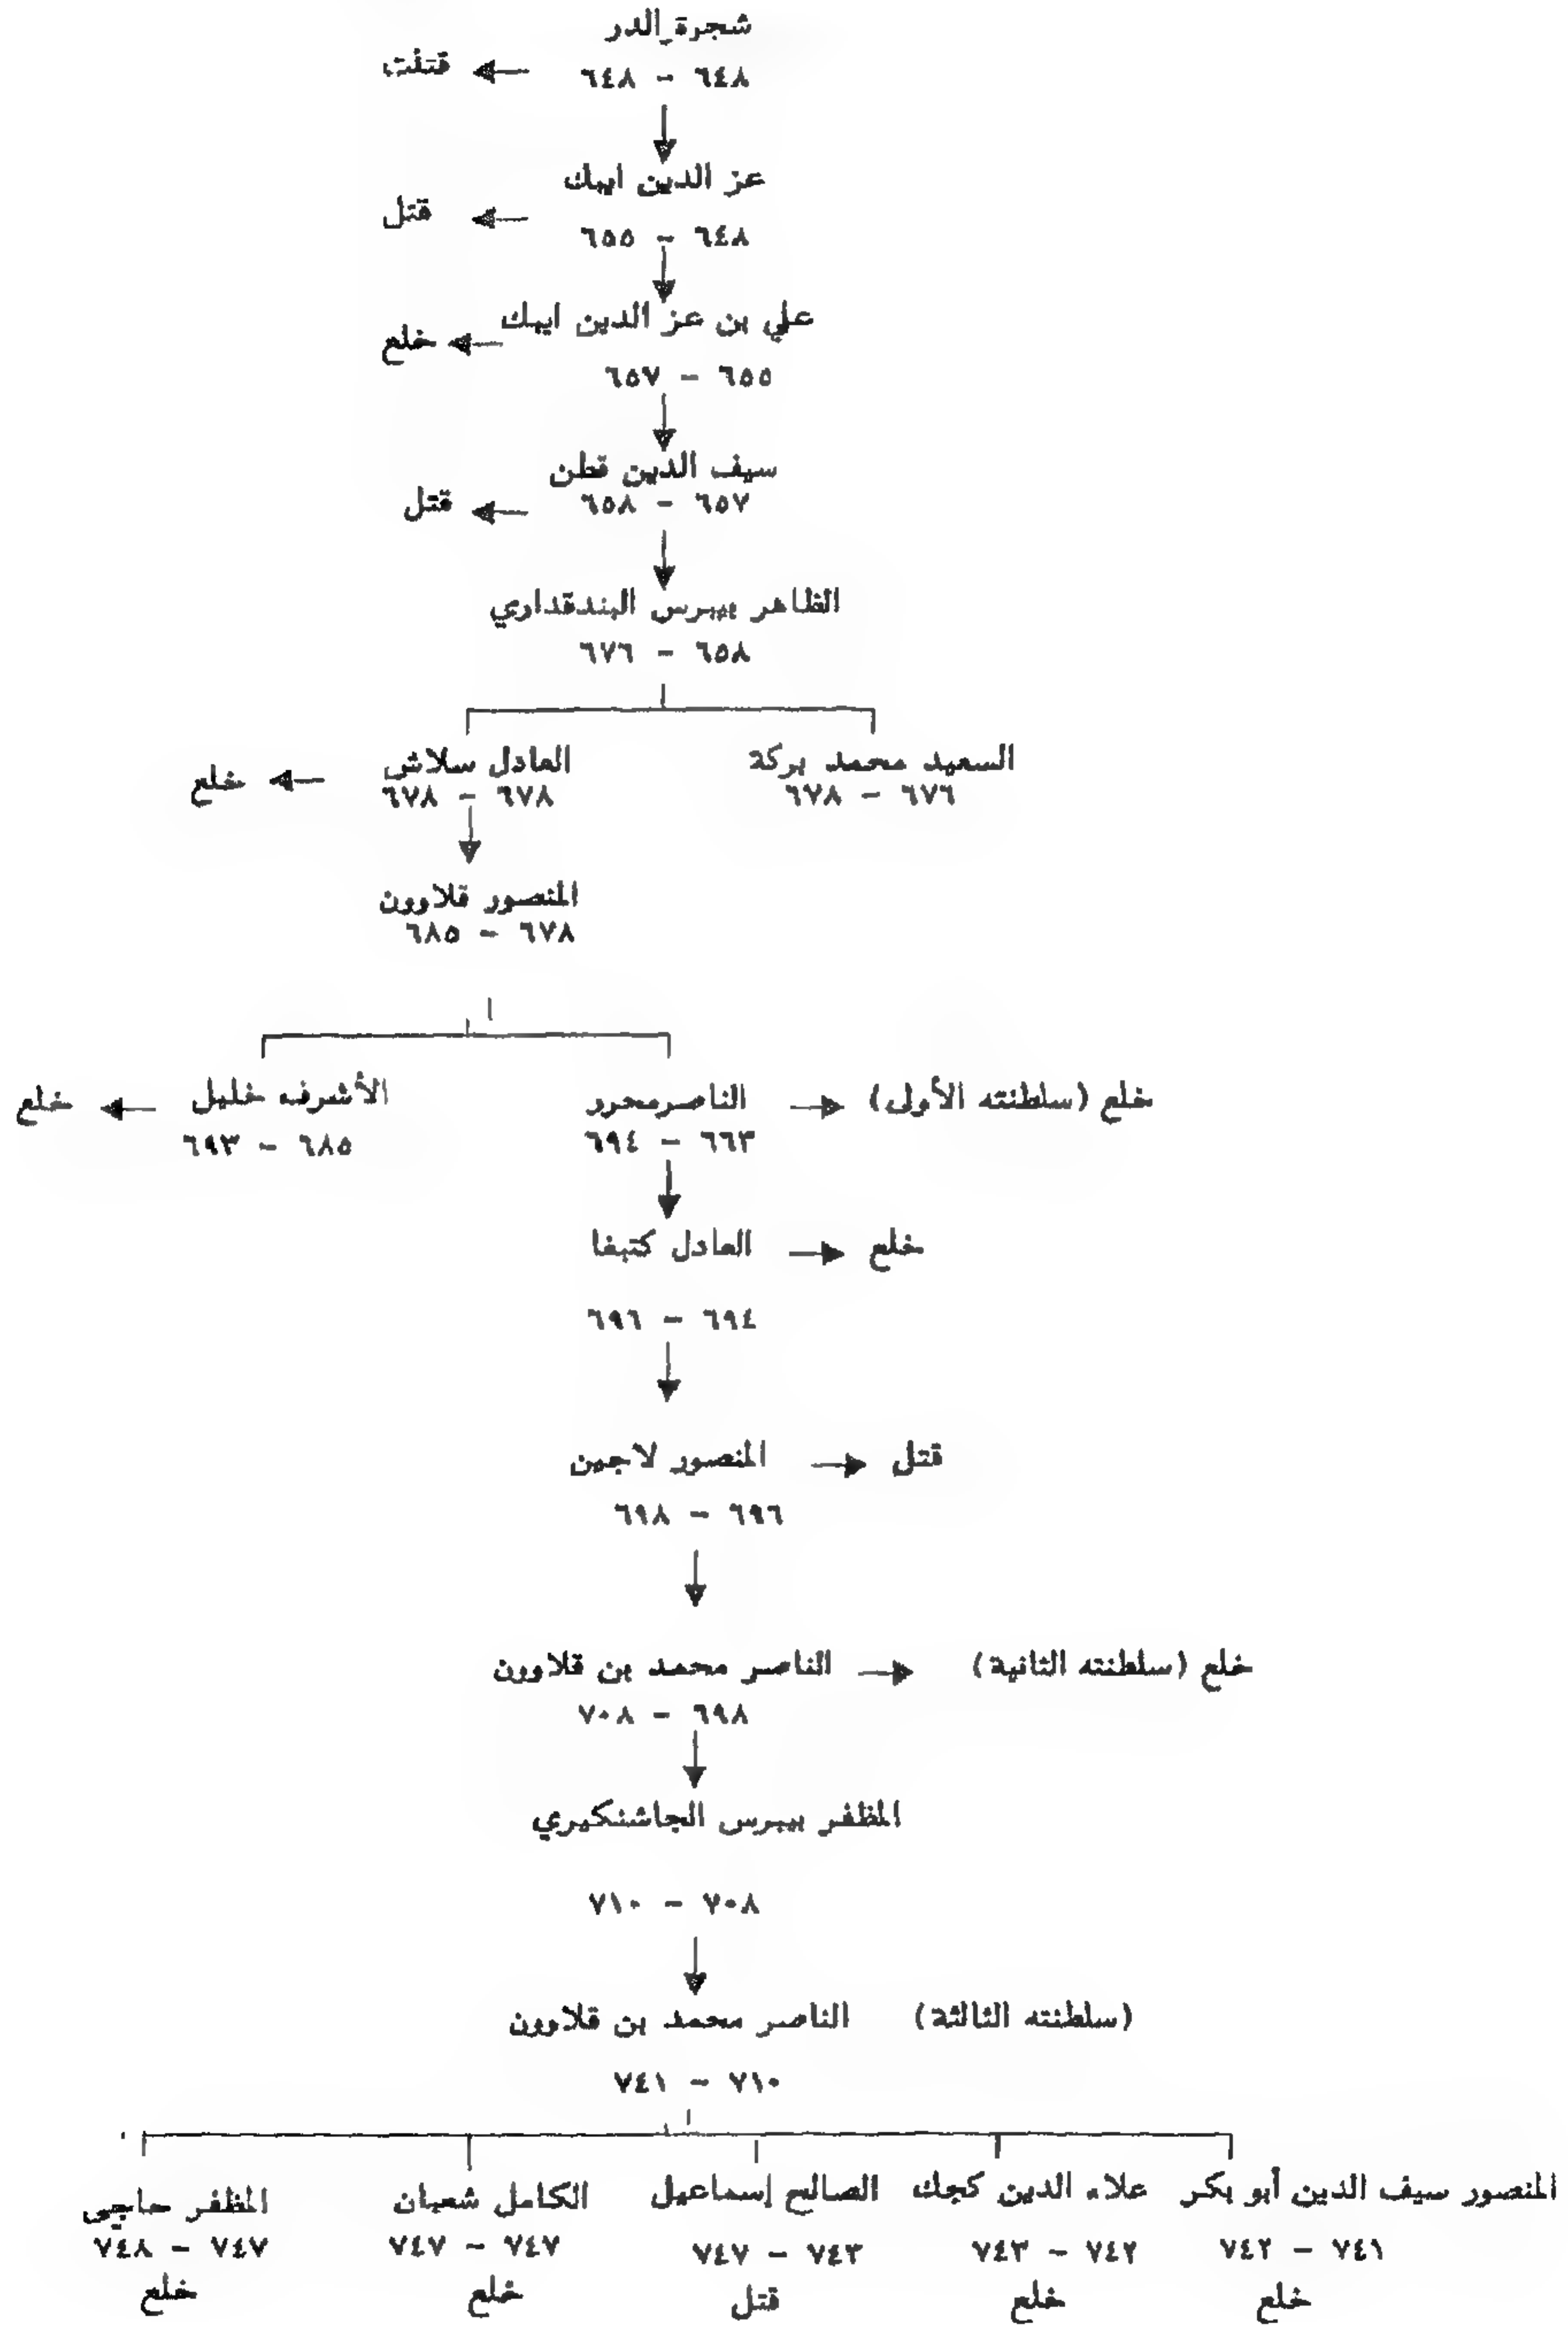 شجرة الدر
٦٤٨ - ٦٤٨ قتلت
عز الدين ايبك
٦٤٨ - ٦٥٥ قتل
علي بن عز الدين ايبك خلع
٦٥٥ - ٦٥٧
سيف الدين قطن
٦٥٧ - ٦٥٨ قتل
الظاهر بيبرس البندقداري
٦٥٨ - ٦٧٦
السعيد محمد بركة العادل سلاش خلع
٦٧٦ - ٦٧٨ ٦٧٨ - ٦٧٨
المنصور قلاوون
٦٧٨ - ٦٨٥
خلع (سلطنته الأولى) الناصرمحرر الأشرف خليل خلع
٦٦٣ - ٦٩٤ ٦٨٥ - ٦٩٣
خلع العادل كتبغا
٦٩٤ - ٦٩٦
قتل المنصور لاجين
٦٩٦ - ٦٩٨
خلع (سلطنته الثانية) الناصر محمد بن قلاوون
٦٩٨ - ٧٠٨
المظفر بيبرس الجاشنكيري
٧٠٨ - ٧١٠
(سلطنته الثالثة) الناصر محمد بن قلاوون
٧١٠ - ٧٤١
المنصور سيف الدين أبو بكر علاء الدين كجك الصالح إسماعيل الكامل شعبان المظفر حاجي
٧٤١ - ٧٤٢ ٧٤٢ - ٧٤٣ ٧٤٣ - ٧٤٧ ٧٤٧ - ٧٤٧ ٧٤٧ - ٧٤٨
خلع خلع قتل خلع خلع